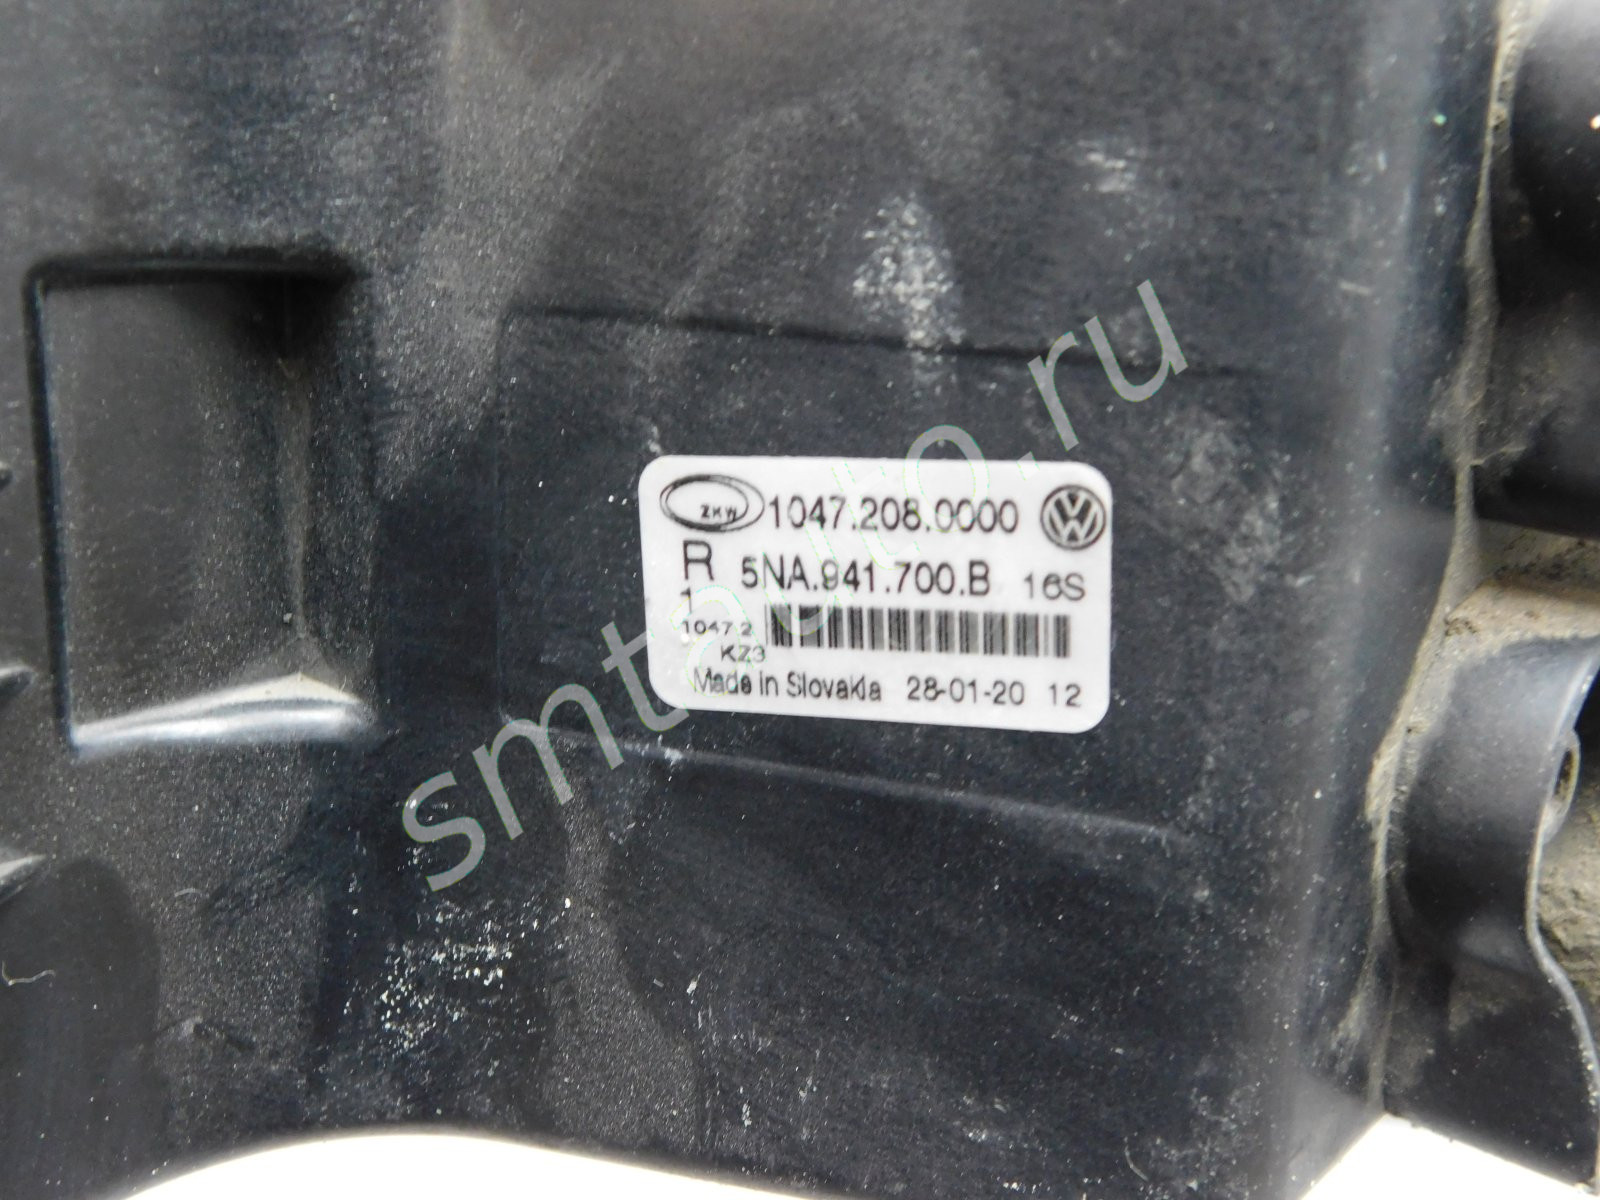 ZKW 1047.208.0000
R 5NA.941.700.B 16S
1
1047.2
KZ3
Made in Slovakia 28-01-20 12
smtauto.ru